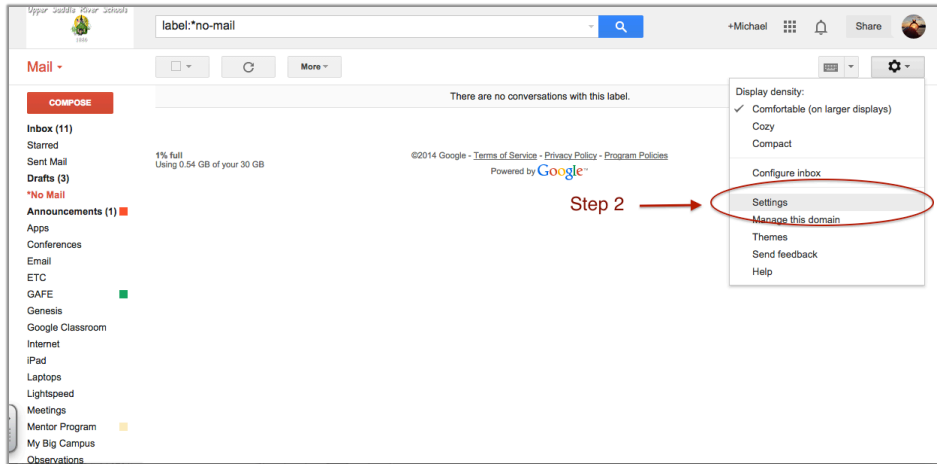 Upper Saddle River Schools
label:*no-mail
+Michael
Share
Mail
More
COMPOSE
There are no conversations with this label.
Inbox (11)
Starred
Sent Mail
Drafts (3)
*No Mail
Announcements (1)
Apps
Conferences
Email
ETC
GAFE
Genesis
Google Classroom
Internet
iPad
Laptops
Lightspeed
Meetings
Mentor Program
My Big Campus
Observations
1% full
Using 0.54 GB of your 30 GB
©2014 Google - Terms of Service - Privacy Policy - Program Policies
Powered by Google™
Step 2
Display density:
Comfortable (on larger displays)
Cozy
Compact
Configure inbox
Settings
Manage this domain
Themes
Send feedback
Help